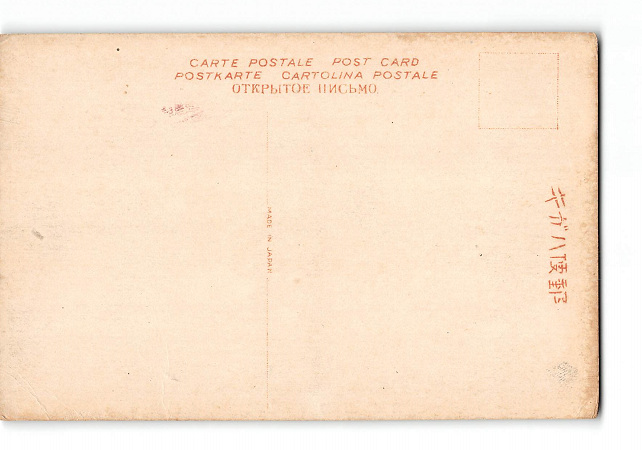 CARTE POSTALE POST CARD
POSTKARTE CARTOLINA POSTALE
ОТКРЫТОЕ ПИСЬМО.
MADE IN JAPAN
キガハ便郵